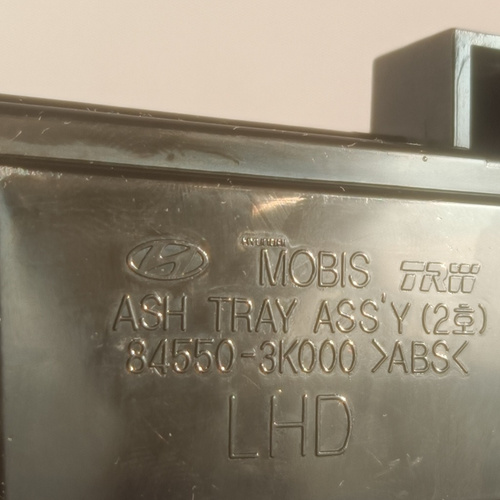 MOBIS TRW
ASH TRAY ASS'Y (2호)
84550-3K000 >ABS<
LHD